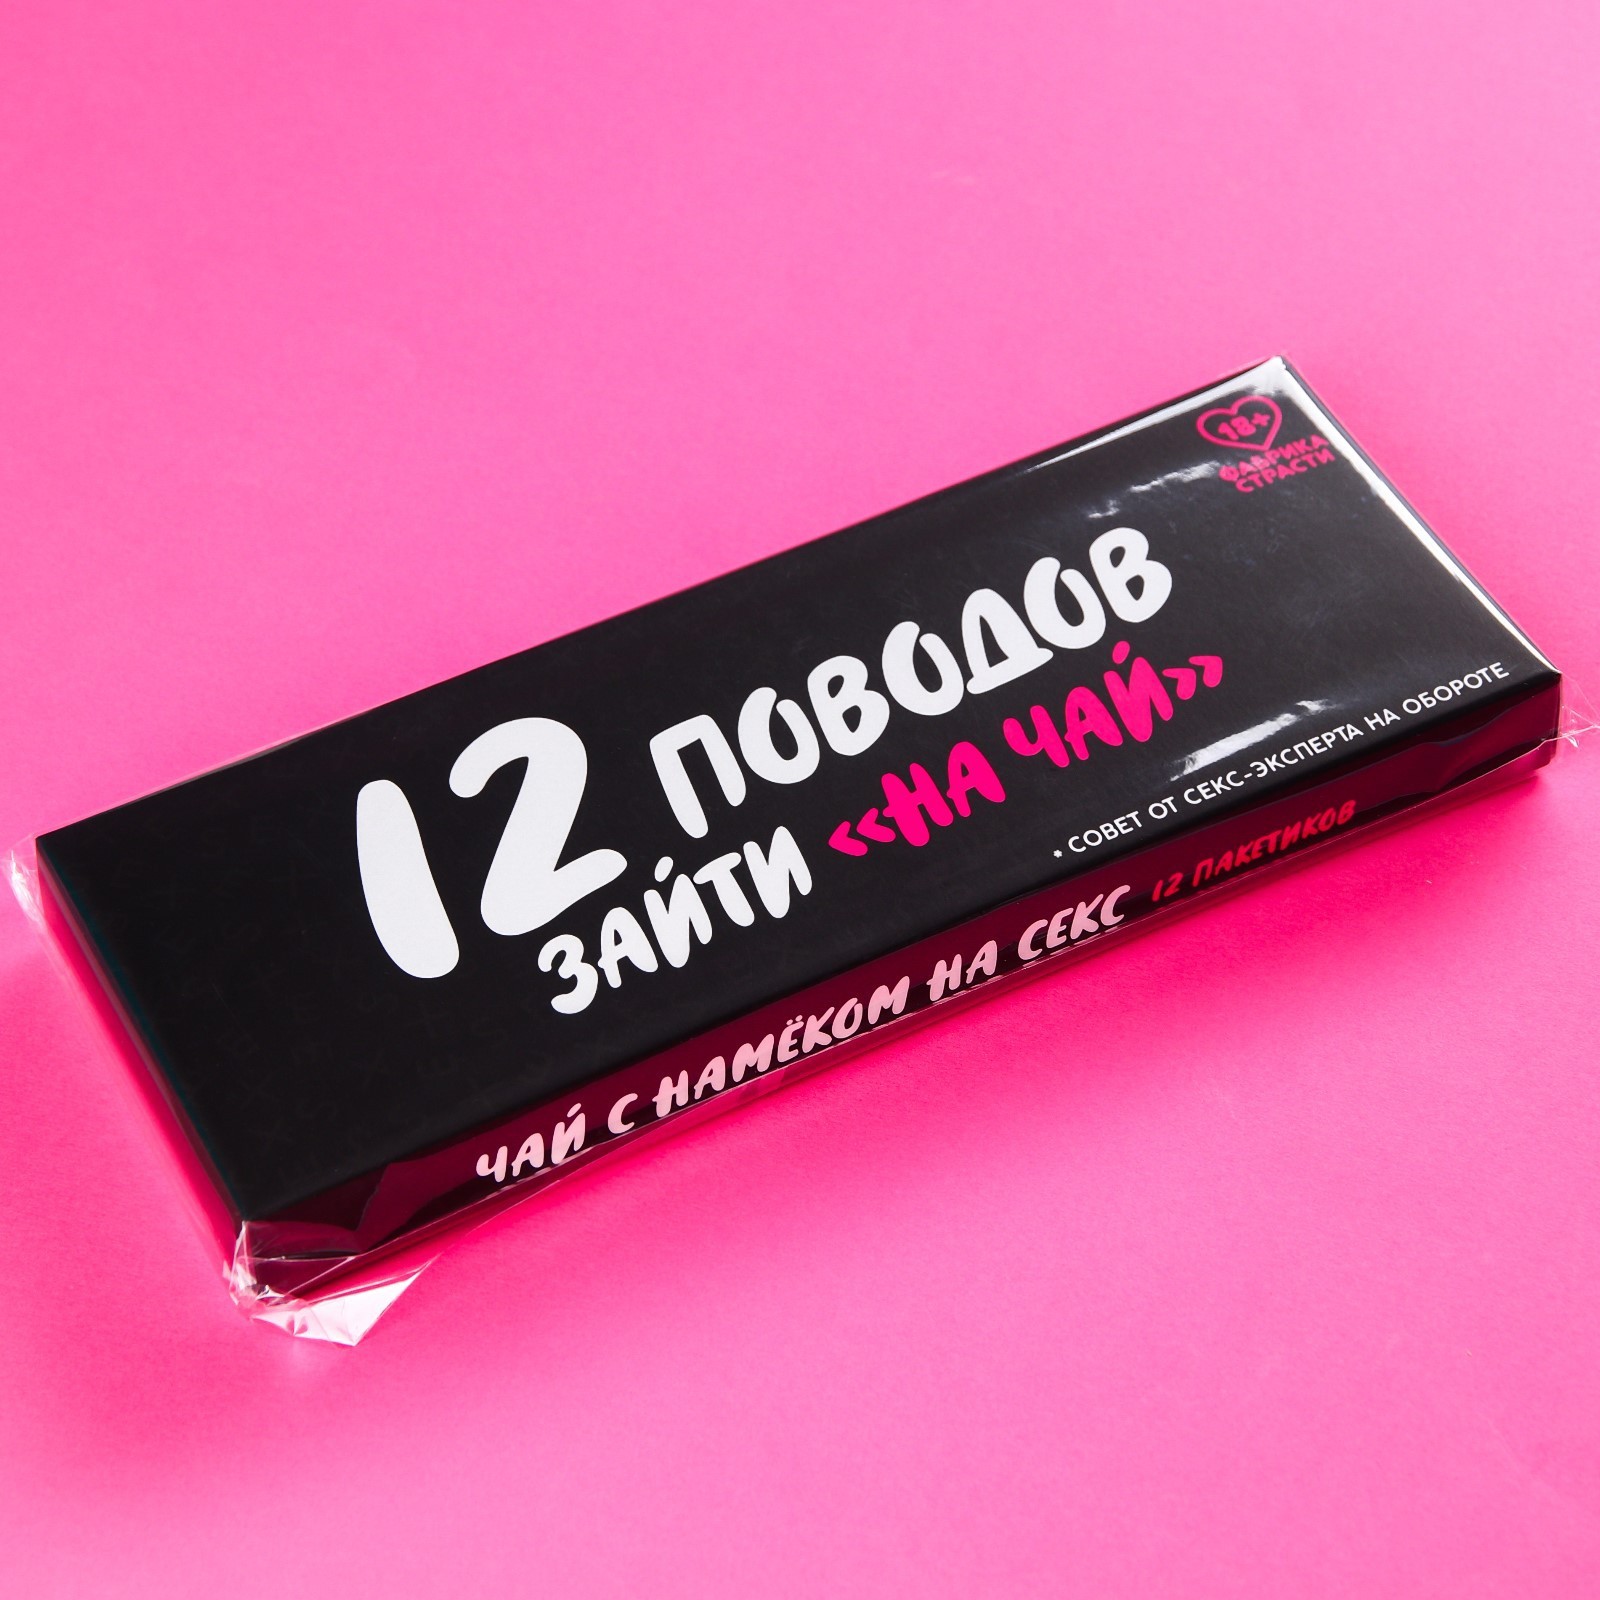 18+
ФАБРИКА
СТРАСТИ
12 ПОВОДОВ
ЗАЙТИ «НА ЧАЙ»
* СОВЕТ ОТ СЕКС-ЭКСПЕРТА НА ОБОРОТЕ
ЧАЙ С НАМЁКОМ НА СЕКС 12 ПАКЕТИКОВ